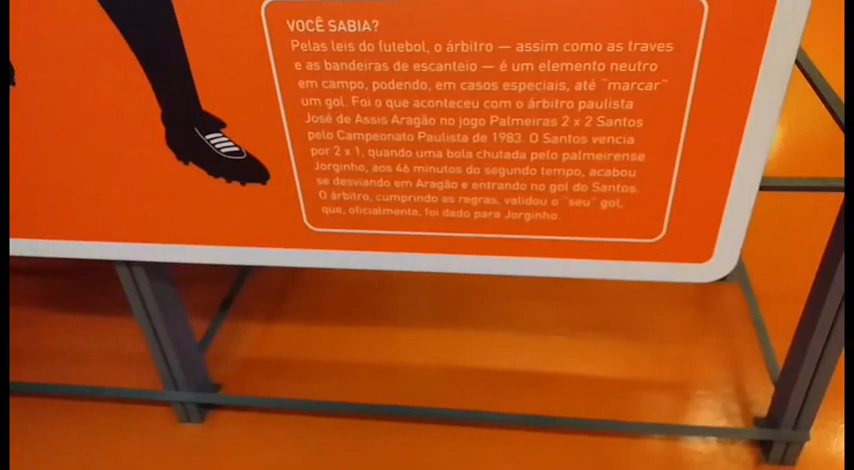 VOCÊ SABIA?
Pelas leis do futebol, o árbitro — assim como as traves
e as bandeiras de escanteio — é um elemento neutro
em campo, podendo, em casos especiais, até "marcar"
um gol. Foi o que aconteceu com o árbitro paulista
José de Assis Aragão no jogo Palmeiras 2 x 2 Santos
pelo Campeonato Paulista de 1983. O Santos vencia
por 2 x 1, quando uma bola chutada pelo palmeirense
Jorginho, aos 46 minutos do segundo tempo, acabou
se desviando em Aragão e entrando no gol do Santos.
O árbitro, cumprindo as regras, validou o "seu" gol,
que, oficialmente, foi dado para Jorginho.